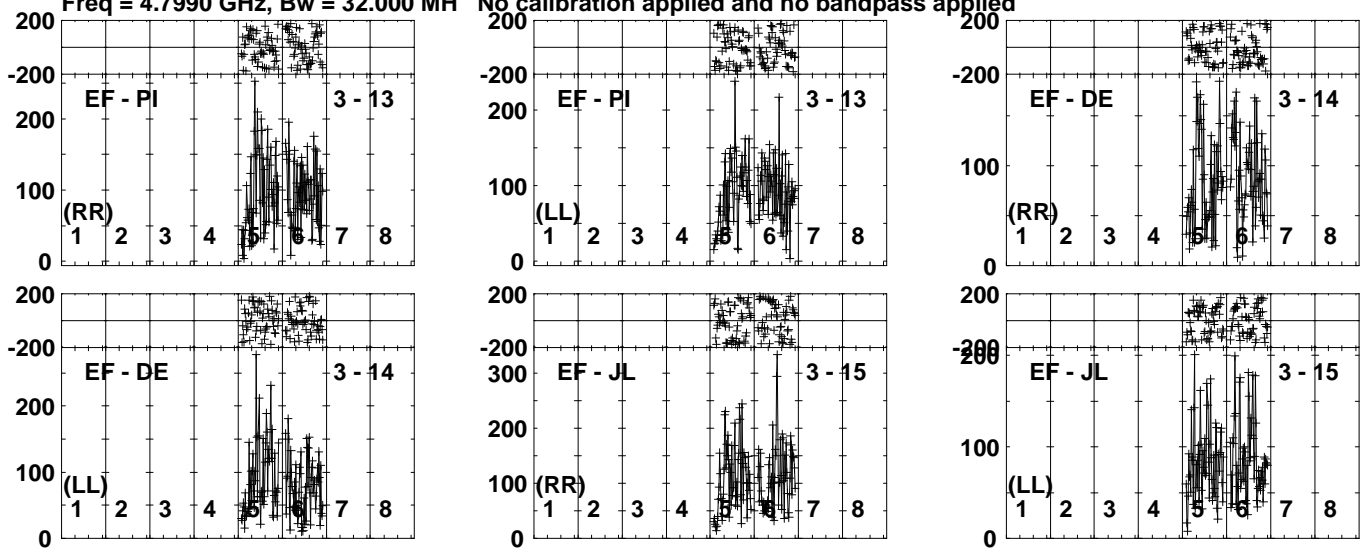 Freq = 4.7990 GHz, Bw = 32.000 MH No calibration applied and no bandpass applied
200
-200
EF - PI 3 - 13
200
100
(RR)
0
1 2 3 4 5 6 7 8
200
-200
EF - PI 3 - 13
200
100
(LL)
0
1 2 3 4 5 6 7 8
200
-200
EF - DE 3 - 14
100
(RR)
0
1 2 3 4 5 6 7 8
200
-200
EF - DE 3 - 14
200
100
(LL)
0
1 2 3 4 5 6 7 8
200
-200
EF - JL 3 - 15
300
200
100
(RR)
0
1 2 3 4 5 6 7 8
200
-200
200
EF - JL 3 - 15
100
(LL)
0
1 2 3 4 5 6 7 8